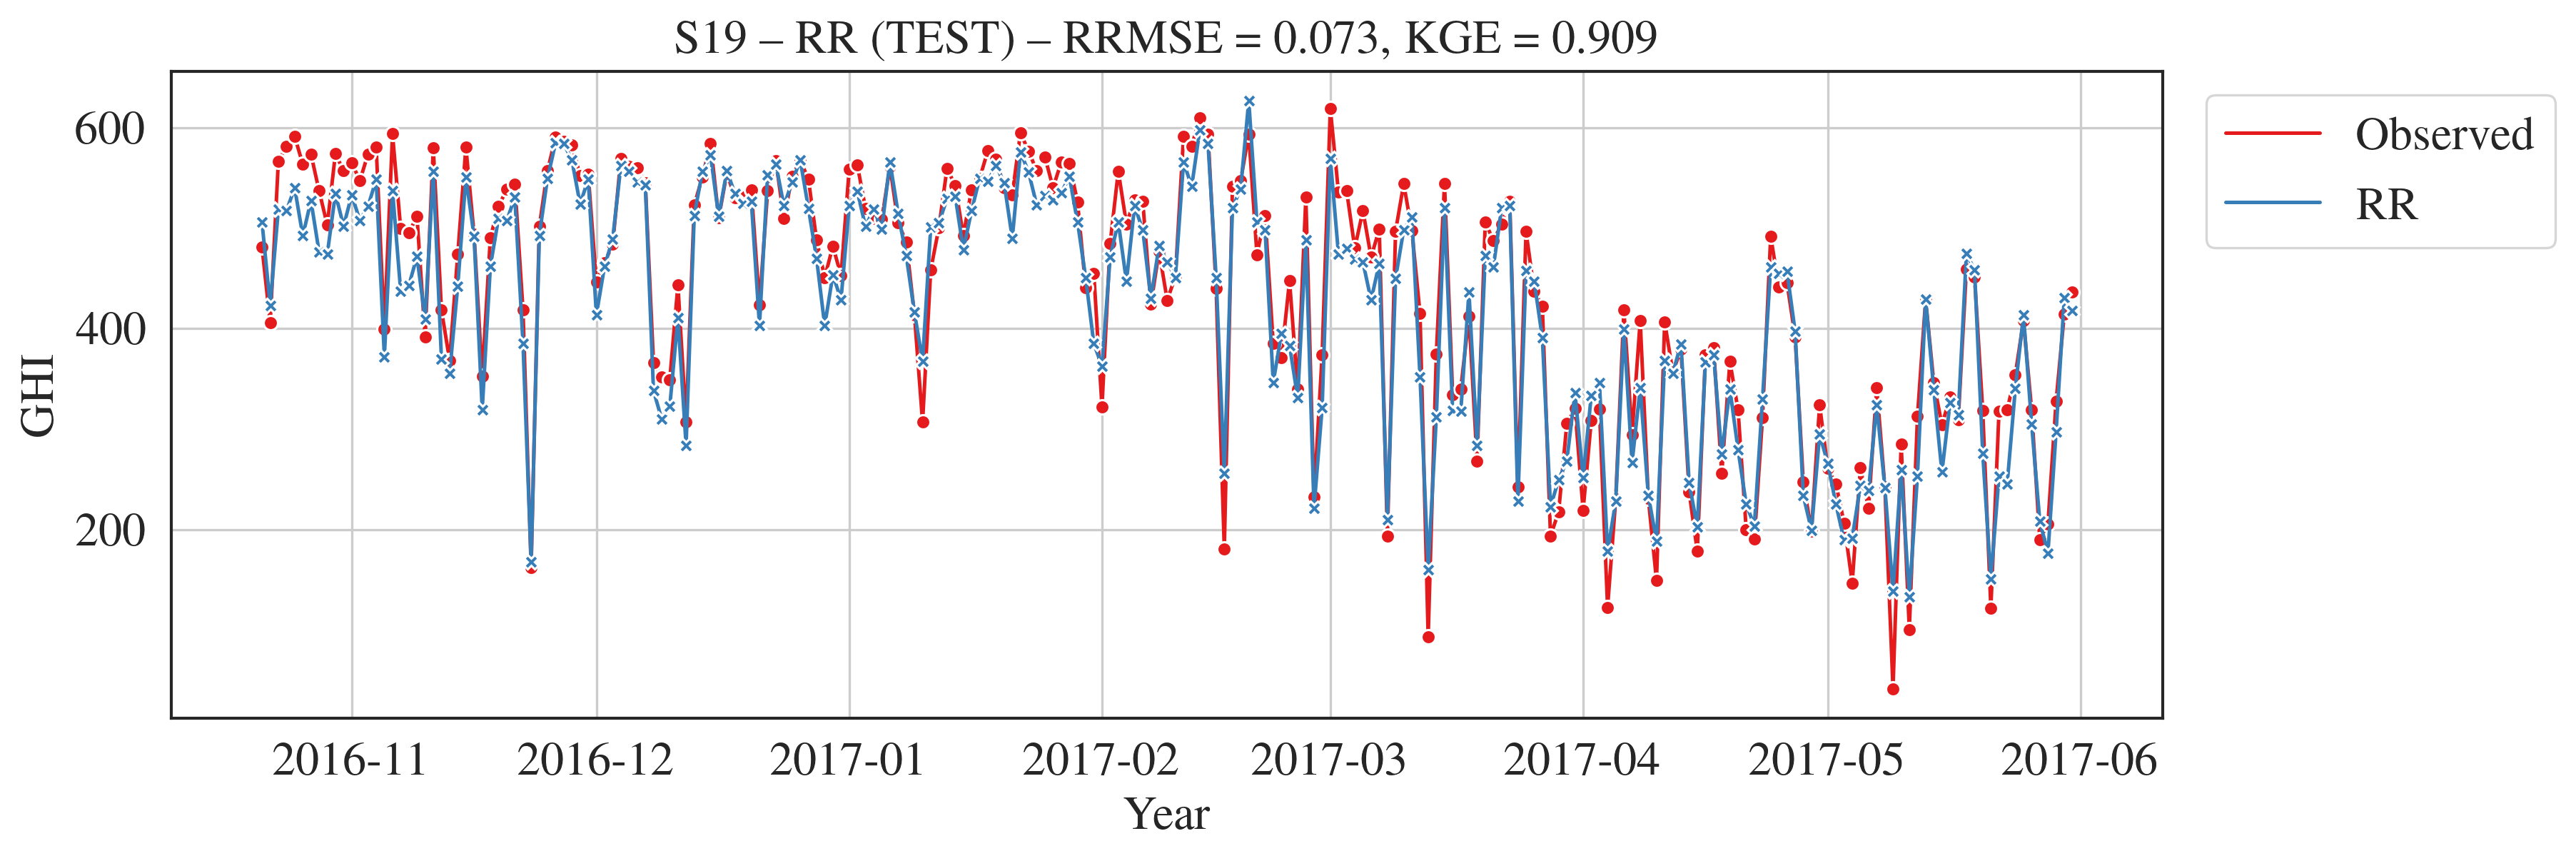 S19 – RR (TEST) – RRMSE = 0.073, KGE = 0.909
Observed
RR
600
400
200
GHI
2016-11 2016-12 2017-01 2017-02 2017-03 2017-04 2017-05 2017-06
Year